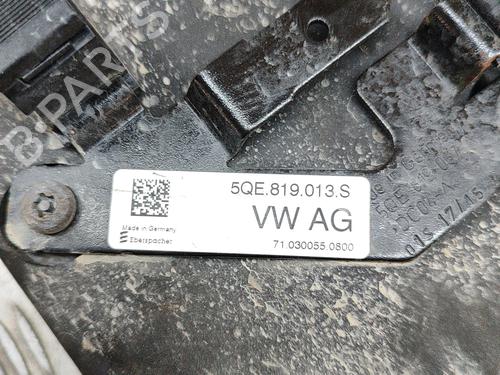 5QE.819.013.S
VW AG
Made in Germany
Eberspächer
71.030055.0800
B-PARTS